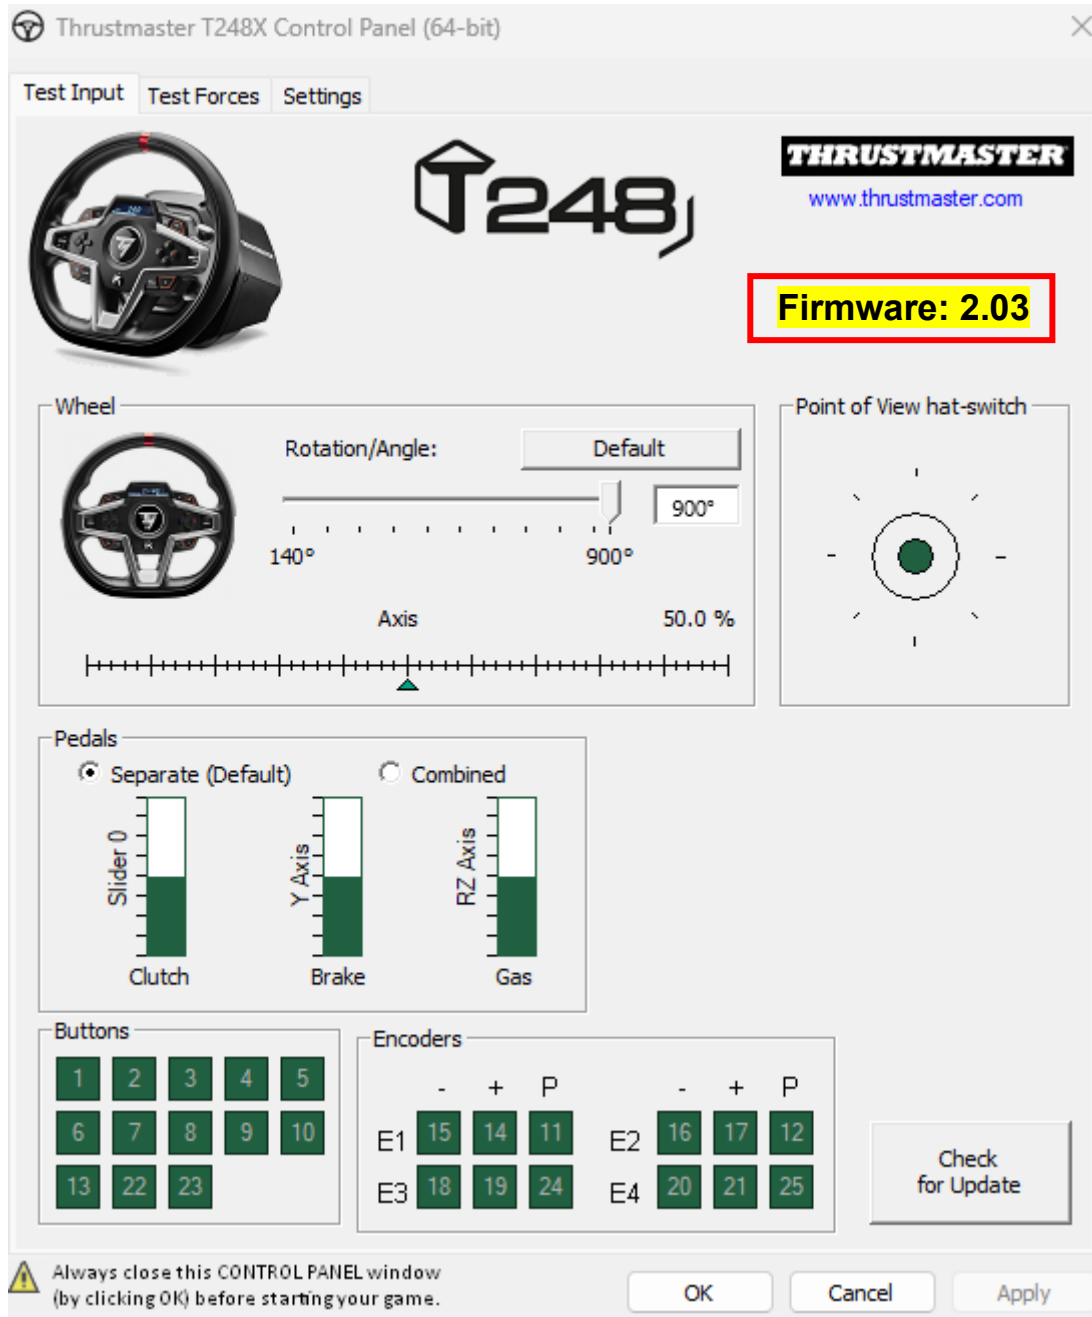 Thrustmaster T248X Control Panel (64-bit)
Test Input Test Forces Settings
T248
THRUSTMASTER
www.thrustmaster.com
Firmware: 2.03
Wheel
Rotation/Angle: Default
900°
140° 900°
Axis 50.0 %
Point of View hat-switch
Pedals
Separate (Default) Combined
Slider 0 Y Axis RZ Axis
Clutch Brake Gas
Buttons
1 2 3 4 5
6 7 8 9 10
13 22 23
Encoders
- + P - + P
E1 15 14 11 E2 16 17 12
E3 18 19 24 E4 20 21 25
Check
for Update
Always close this CONTROL PANEL window
(by clicking OK) before starting your game.
OK Cancel Apply